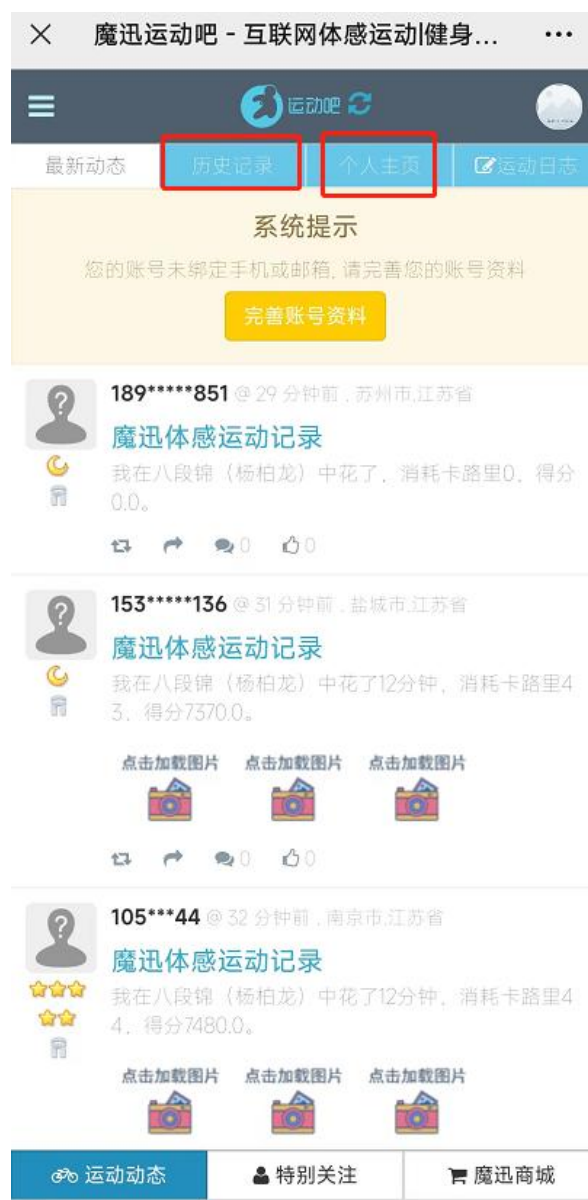 魔迅运动吧 - 互联网体感运动|健身...
运动吧
最新动态 历史记录 个人主页 运动日志
系统提示
您的账号未绑定手机或邮箱, 请完善您的账号资料
完善账号资料
189*****851 @ 29 分钟前 , 苏州市,江苏省
魔迅体感运动记录
我在八段锦（杨柏龙）中花了，消耗卡路里0，得分
0.0。
0 0
153*****136 @ 31 分钟前 , 盐城市,江苏省
魔迅体感运动记录
我在八段锦（杨柏龙）中花了12分钟，消耗卡路里4
3，得分7370.0。
点击加载图片 点击加载图片 点击加载图片
0 0
105***44 @ 32 分钟前 , 南京市,江苏省
魔迅体感运动记录
我在八段锦（杨柏龙）中花了12分钟，消耗卡路里4
4，得分7480.0。
点击加载图片 点击加载图片 点击加载图片
运动动态 特别关注 魔迅商城